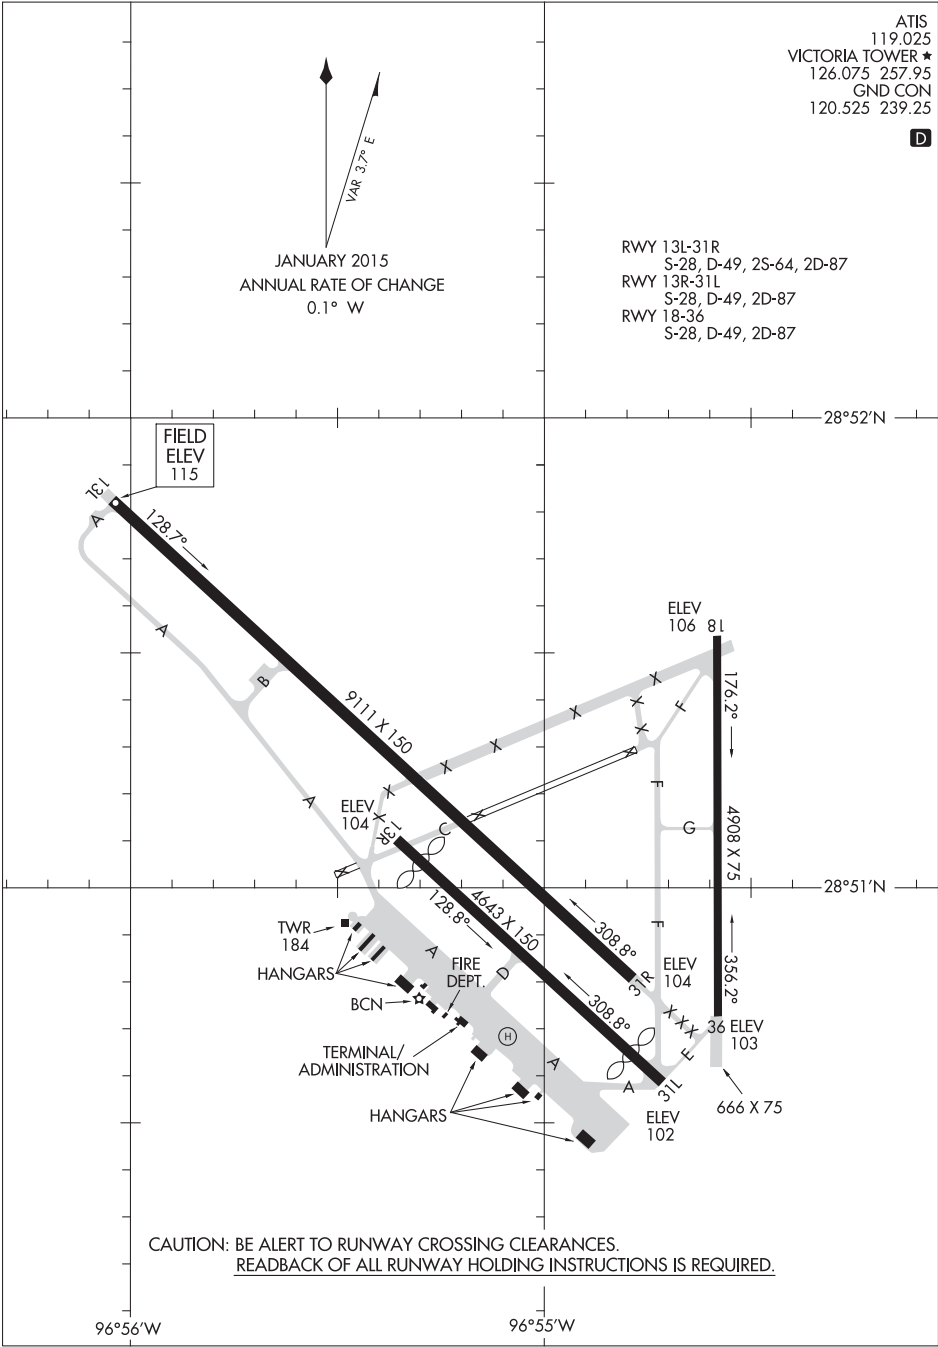 ATIS
119.025
VICTORIA TOWER ★
126.075 257.95
GND CON
120.525 239.25
D
VAR 3.7° E
JANUARY 2015
ANNUAL RATE OF CHANGE
0.1° W
RWY 13L-31R
S-28, D-49, 2S-64, 2D-87
RWY 13R-31L
S-28, D-49, 2D-87
RWY 18-36
S-28, D-49, 2D-87
28°52'N
FIELD
ELEV
115
13L
A
128.7°
A
B
9111 X 150
ELEV
106
18
X
X
X
X
X
X
X
X
F
176.2°
F
G
4908 X 75
A
ELEV
104
13R
C
X
X
X
28°51'N
4643 X 150
128.8°
TWR
184
HANGARS
A
D
FIRE
DEPT.
BCN
308.8°
31R
ELEV
104
F
356.2°
308.8°
X X X
36
ELEV
103
H
TERMINAL/
ADMINISTRATION
A
A
E
31L
666 X 75
HANGARS
ELEV
102
CAUTION: BE ALERT TO RUNWAY CROSSING CLEARANCES.
READBACK OF ALL RUNWAY HOLDING INSTRUCTIONS IS REQUIRED.
96°56'W
96°55'W